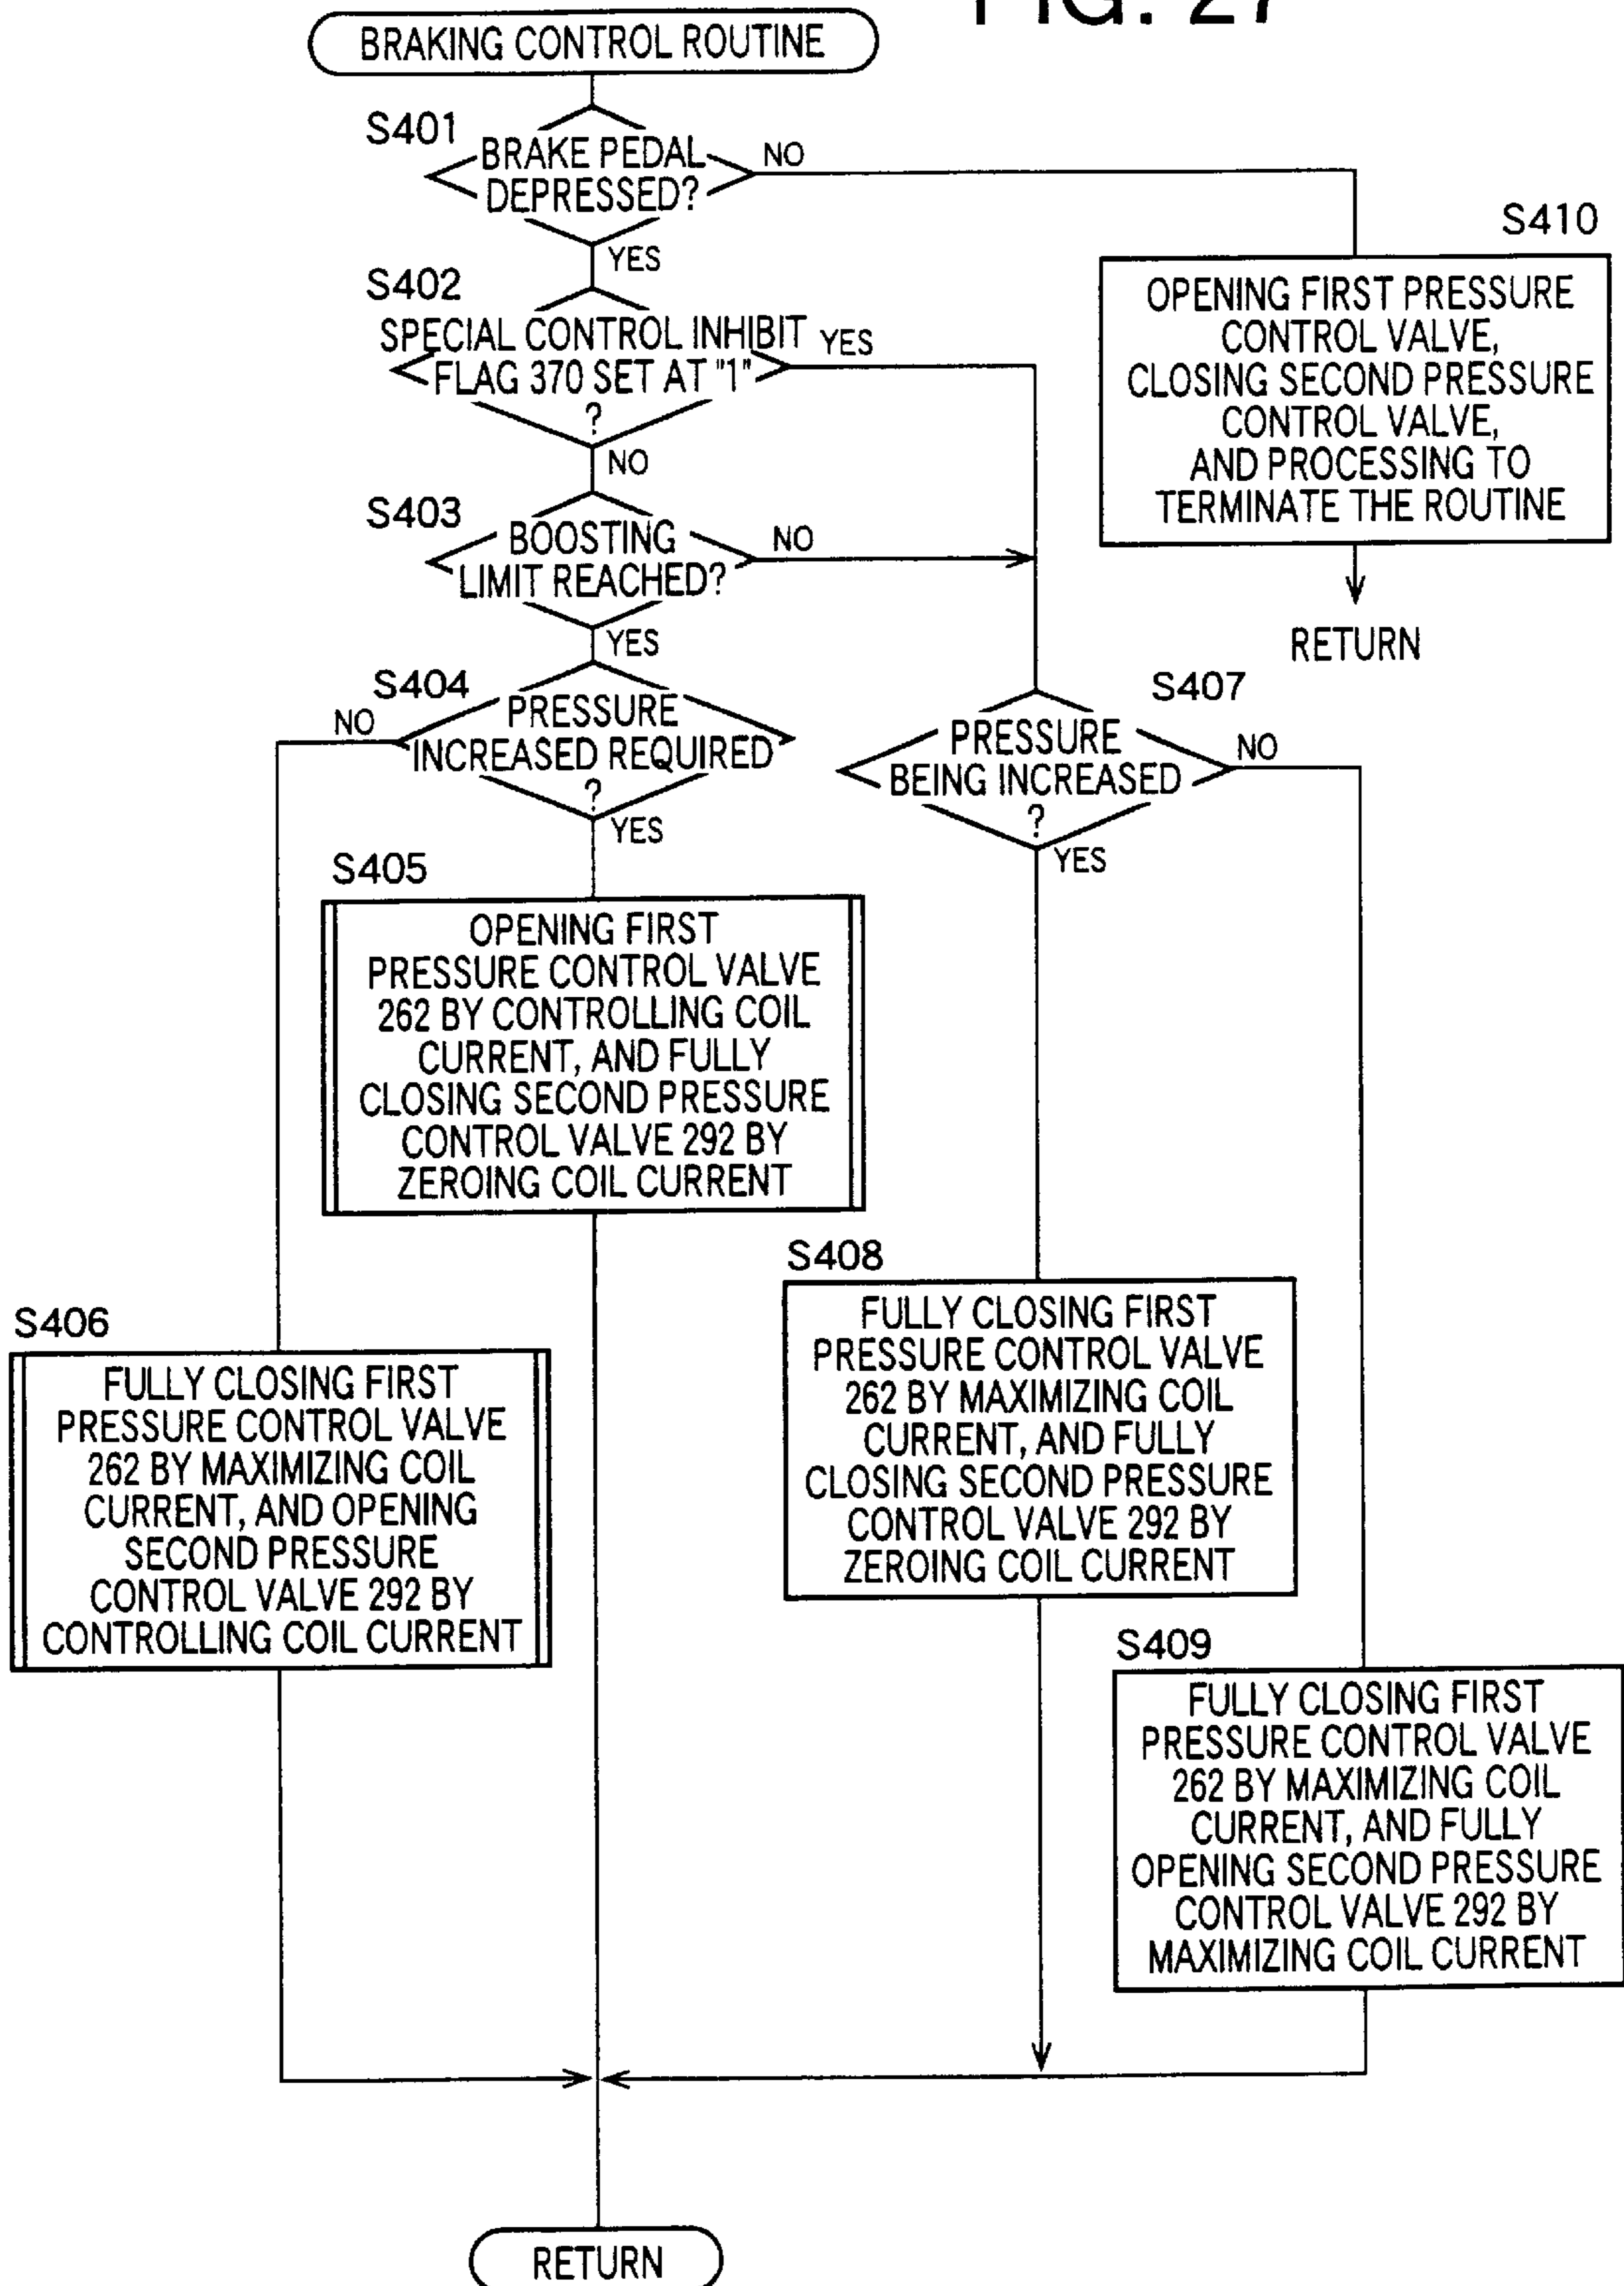 FIG. 27
BRAKING CONTROL ROUTINE
S401
BRAKE PEDAL
DEPRESSED?
NO
YES
S410
OPENING FIRST PRESSURE
CONTROL VALVE,
CLOSING SECOND PRESSURE
CONTROL VALVE,
AND PROCESSING TO
TERMINATE THE ROUTINE
RETURN
S402
SPECIAL CONTROL INHIBIT
FLAG 370 SET AT "1"
?
YES
NO
S403
BOOSTING
LIMIT REACHED?
NO
YES
S404
PRESSURE
INCREASED REQUIRED
?
NO
YES
S407
PRESSURE
BEING INCREASED
?
NO
YES
S405
OPENING FIRST
PRESSURE CONTROL VALVE
262 BY CONTROLLING COIL
CURRENT, AND FULLY
CLOSING SECOND PRESSURE
CONTROL VALVE 292 BY
ZEROING COIL CURRENT
S406
FULLY CLOSING FIRST
PRESSURE CONTROL VALVE
262 BY MAXIMIZING COIL
CURRENT, AND OPENING
SECOND PRESSURE
CONTROL VALVE 292 BY
CONTROLLING COIL CURRENT
S408
FULLY CLOSING FIRST
PRESSURE CONTROL VALVE
262 BY MAXIMIZING COIL
CURRENT, AND FULLY
CLOSING SECOND PRESSURE
CONTROL VALVE 292 BY
ZEROING COIL CURRENT
S409
FULLY CLOSING FIRST
PRESSURE CONTROL VALVE
262 BY MAXIMIZING COIL
CURRENT, AND FULLY
OPENING SECOND PRESSURE
CONTROL VALVE 292 BY
MAXIMIZING COIL CURRENT
RETURN